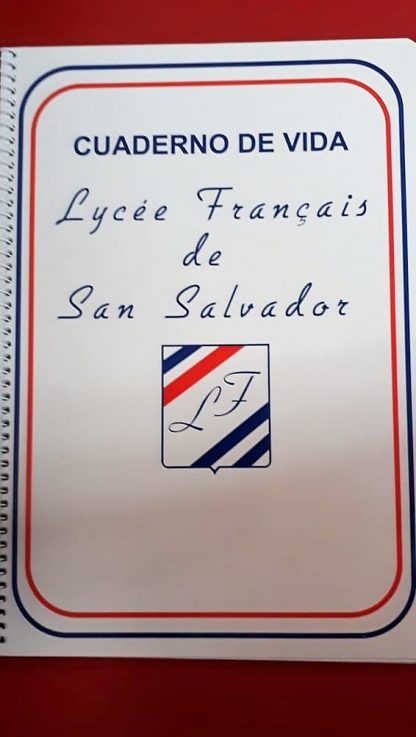 CUADERNO DE VIDA
Lycée Français
de
San Salvador
LF